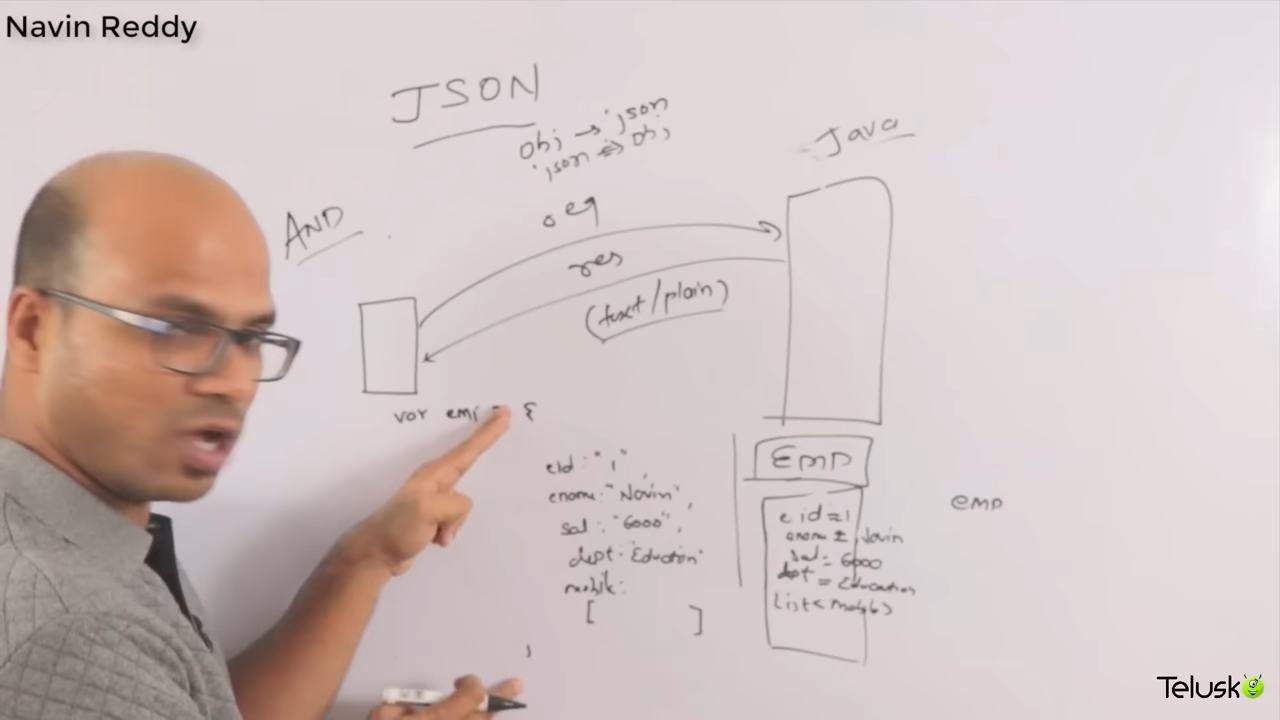 Navin Reddy
JSON
obj → json
json ⇒ obj
Java
AND
req
res
(text/plain)
var em = {
eid : "1"
ename: "Navin",
sal : "6000",
dept: "Education"
mobile:
[ ]
EMP
eid = 1
ename = Navin
sal = 6000
dept = Education
List<mobile>
emp
Telusko